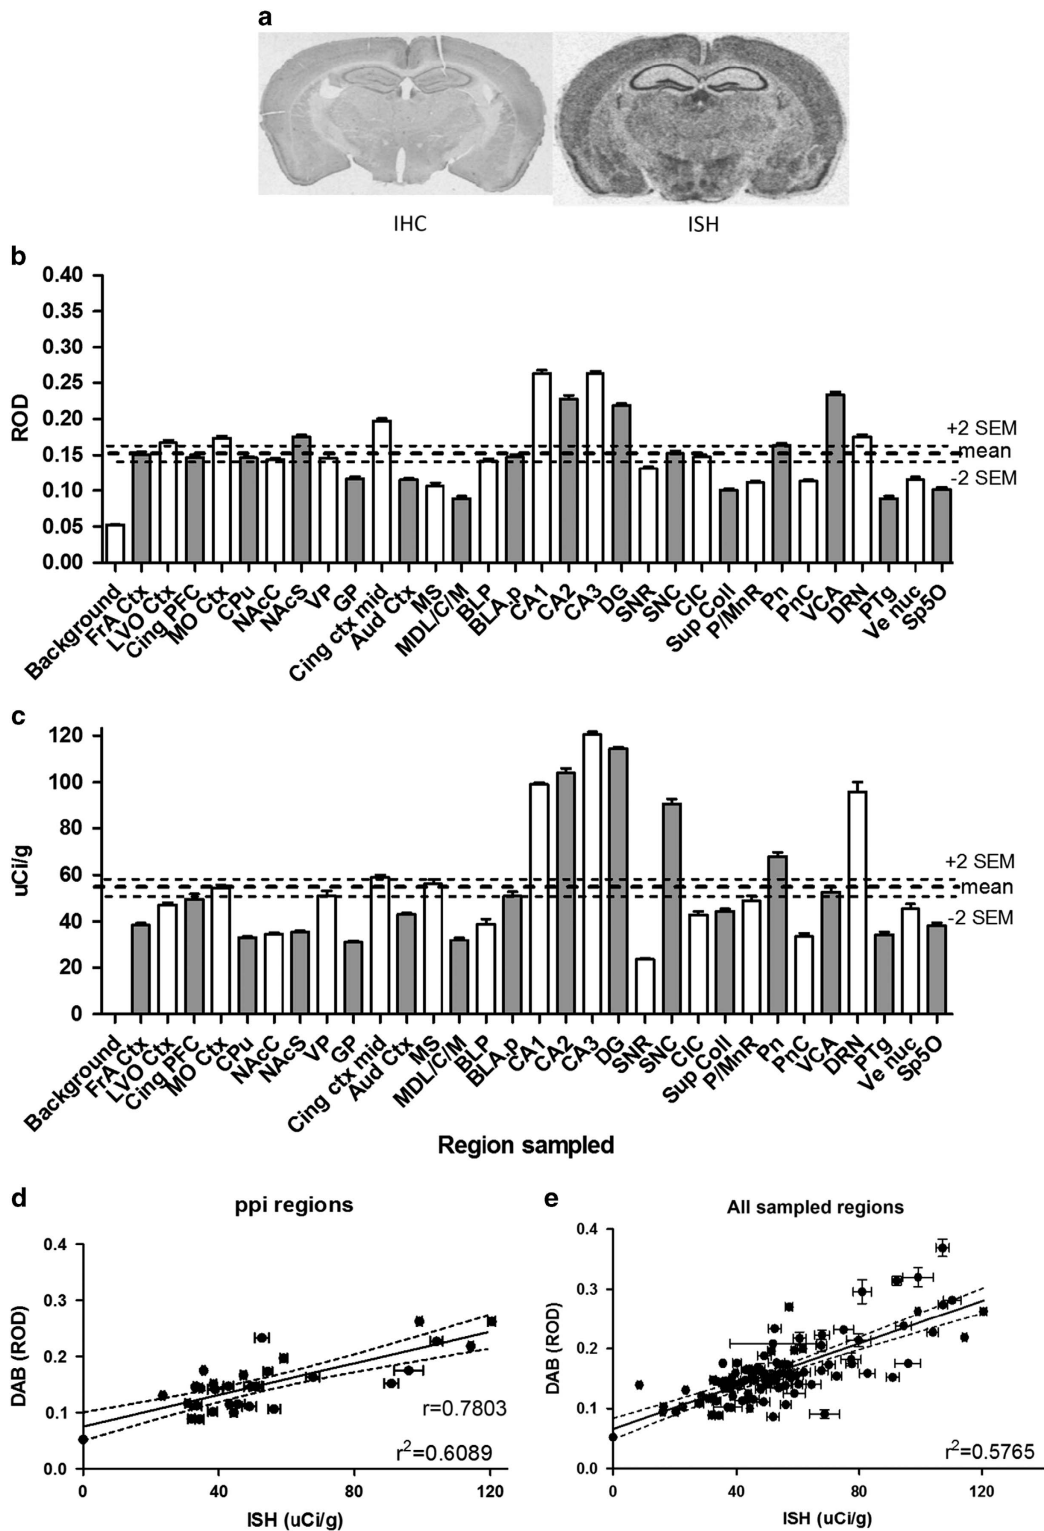 a
IHC
ISH
b
0.40
0.35
0.30
0.25
0.20
0.15
0.10
0.05
0.00
ROD
+2 SEM
mean
-2 SEM
Background
FrA Ctx
LVO Ctx
Cing PFC
MO Ctx
CPu
NAcC
NAcS
VP
GP
Cing ctx mid
Aud Ctx
MS
MDL/C/M
BLP
BLA.p
CA1
CA2
CA3
DG
SNR
SNC
CIC
Sup Coll
P/MnR
Pn
PnC
VCA
DRN
PTg
Ve nuc
Sp5O
c
120
100
80
60
40
20
0
uCi/g
+2 SEM
mean
-2 SEM
Background
FrA Ctx
LVO Ctx
Cing PFC
MO Ctx
CPu
NAcC
NAcS
VP
GP
Cing ctx mid
Aud Ctx
MS
MDL/C/M
BLP
BLA.p
CA1
CA2
CA3
DG
SNR
SNC
CIC
Sup Coll
P/MnR
Pn
PnC
VCA
DRN
PTg
Ve nuc
Sp5O
Region sampled
d
ppi regions
0.4
0.3
0.2
0.1
0.0
DAB (ROD)
r=0.7803
r²=0.6089
0
40
80
120
ISH (uCi/g)
e
All sampled regions
0.4
0.3
0.2
0.1
0.0
DAB (ROD)
r²=0.5765
0
40
80
120
ISH (uCi/g)